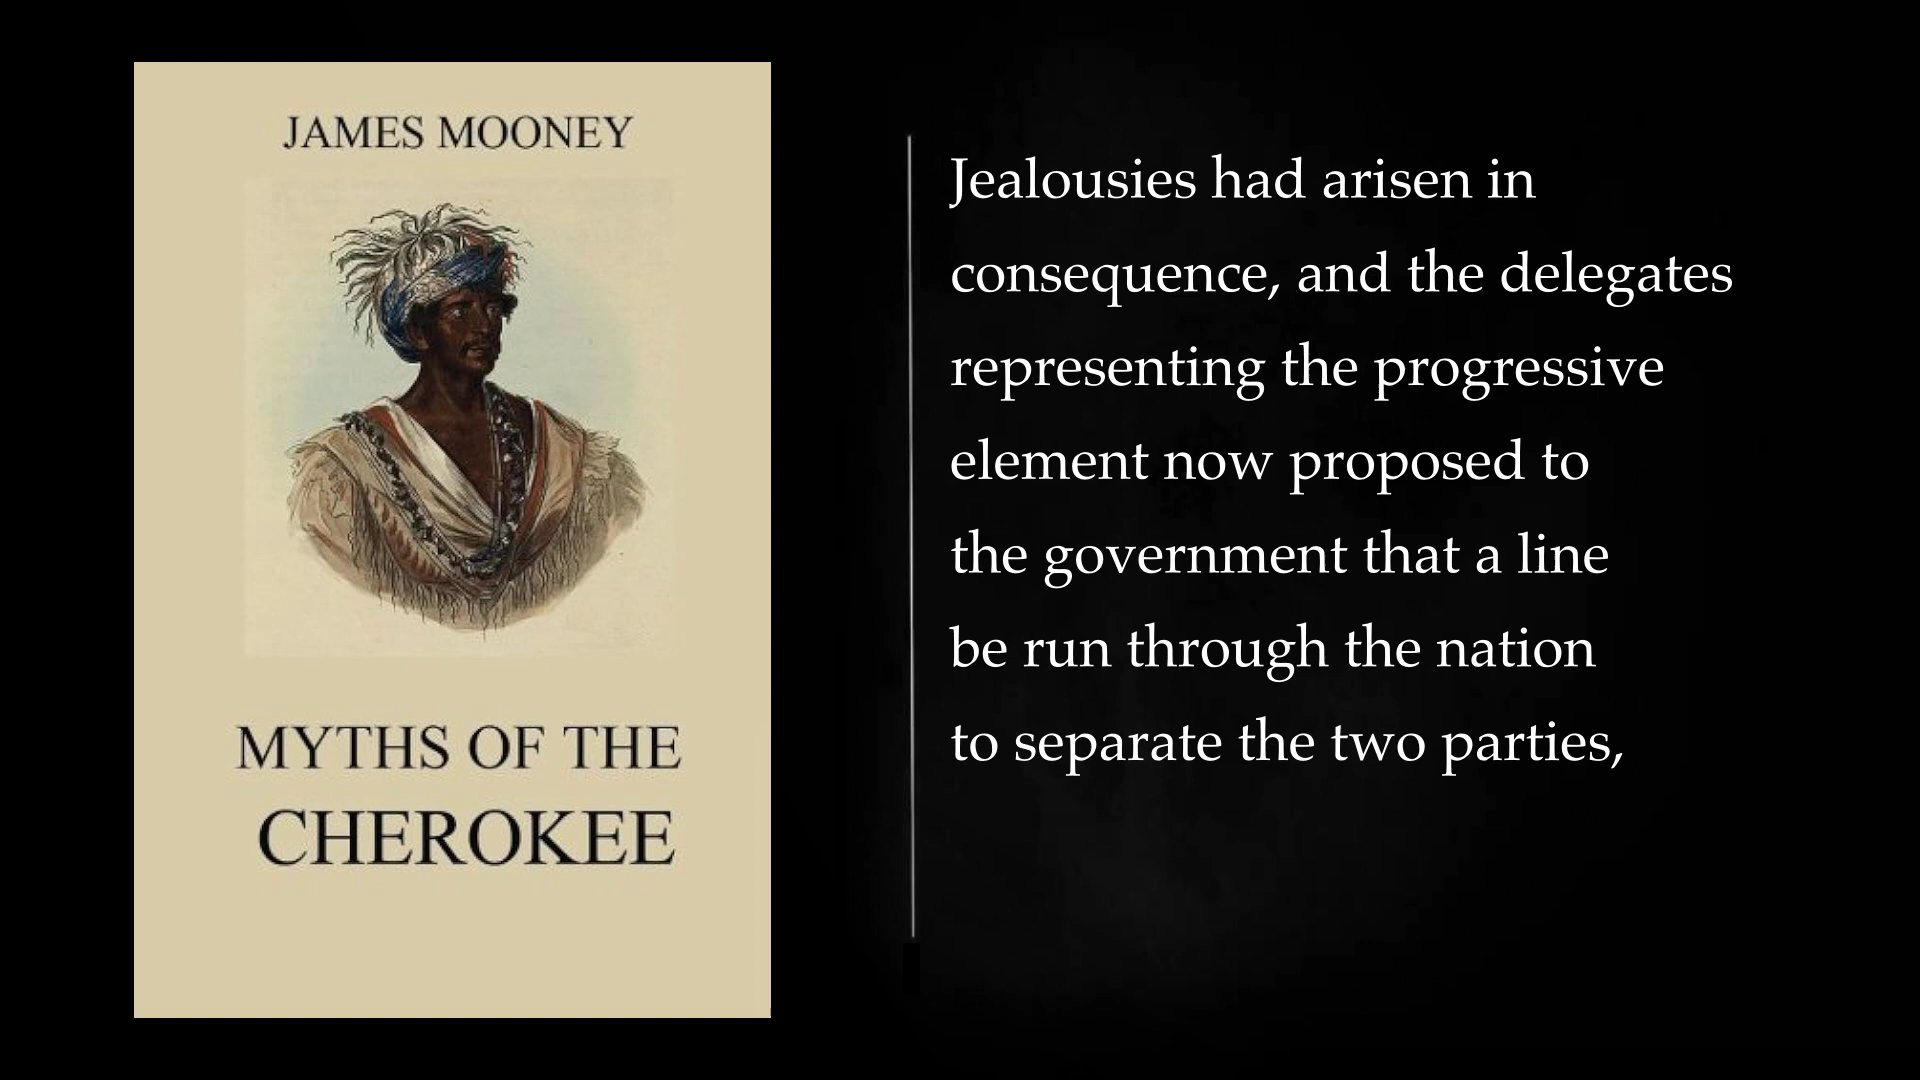 JAMES MOONEY
MYTHS OF THE
CHEROKEE
Jealousies had arisen in
consequence, and the delegates
representing the progressive
element now proposed to
the government that a line
be run through the nation
to separate the two parties,